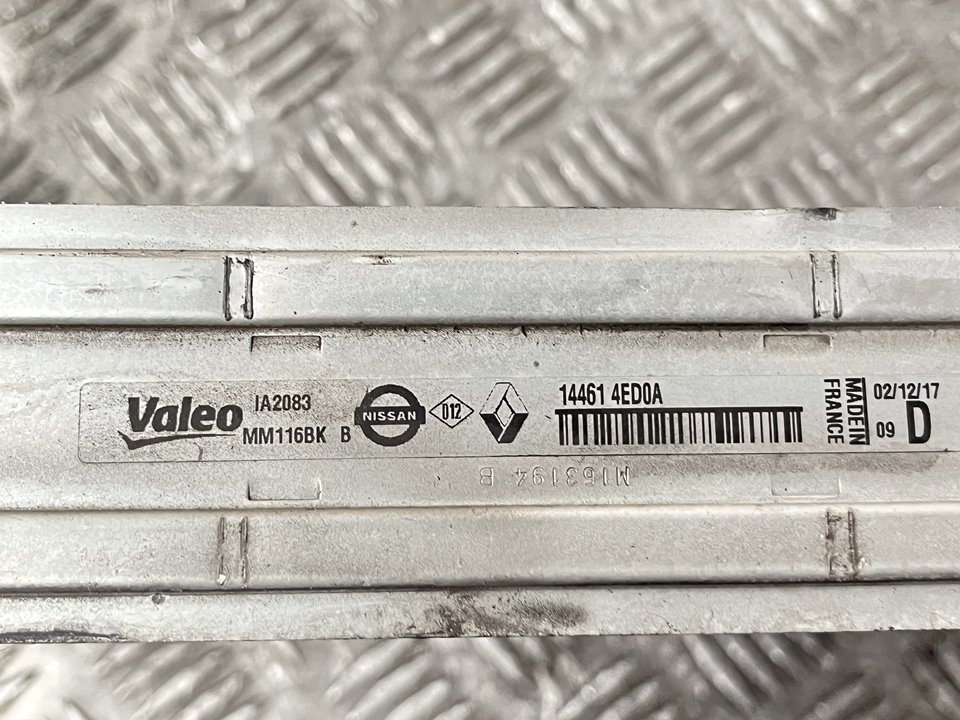 Valeo
IA2083
MM116BK B
NISSAN
D12
14461 4ED0A
MADE IN
FRANCE
02/12/17
09 D
M163194 B